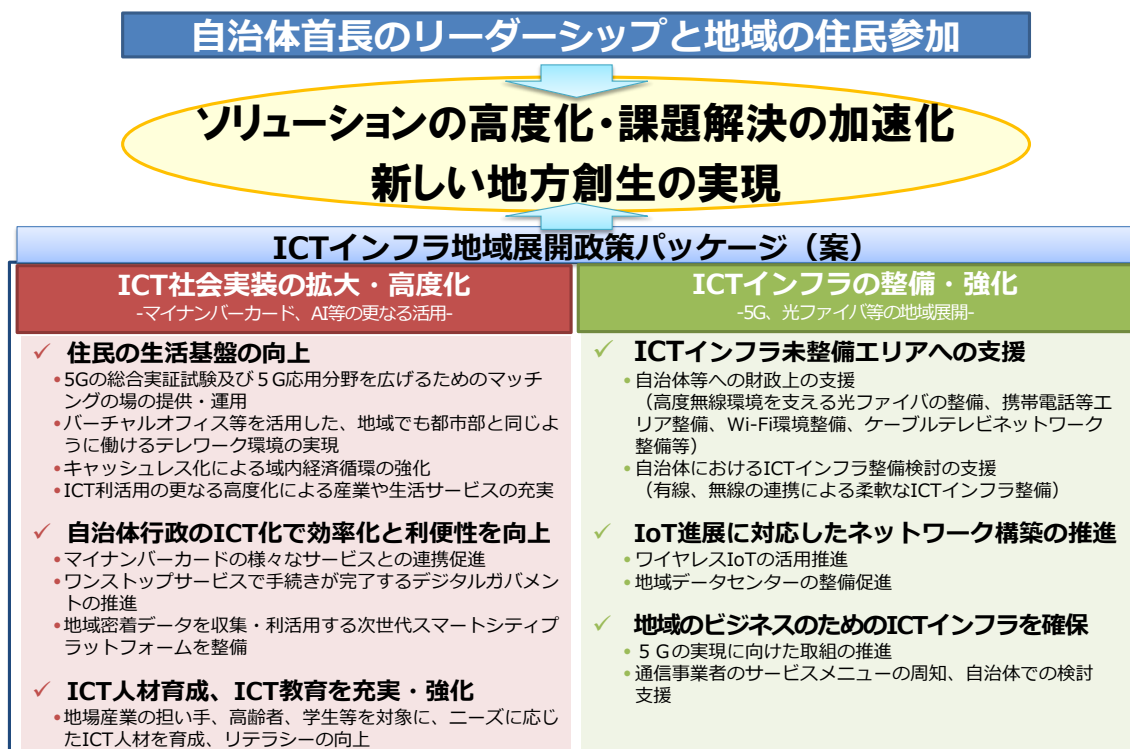 自治体首長のリーダーシップと地域の住民参加
ソリューションの高度化・課題解決の加速化
新しい地方創生の実現
ICTインフラ地域展開政策パッケージ（案）
ICT社会実装の拡大・高度化
-マイナンバーカード、AI等の更なる活用-
✓ 住民の生活基盤の向上
•5Gの総合実証試験及び５G応用分野を広げるためのマッチ
ングの場の提供・運用
•バーチャルオフィス等を活用した、地域でも都市部と同じよ
うに働けるテレワーク環境の実現
•キャッシュレス化による域内経済循環の強化
•ICT利活用の更なる高度化による産業や生活サービスの充実
✓ 自治体行政のICT化で効率化と利便性を向上
•マイナンバーカードの様々なサービスとの連携促進
•ワンストップサービスで手続きが完了するデジタルガバメン
トの推進
•地域密着データを収集・利活用する次世代スマートシティプ
ラットフォームを整備
✓ ICT人材育成、ICT教育を充実・強化
•地場産業の担い手、高齢者、学生等を対象に、ニーズに応じ
たICT人材を育成、リテラシーの向上
ICTインフラの整備・強化
-5G、光ファイバ等の地域展開-
✓ ICTインフラ未整備エリアへの支援
•自治体等への財政上の支援
（高度無線環境を支える光ファイバの整備、携帯電話等エ
リア整備、Wi-Fi環境整備、ケーブルテレビネットワーク
整備等）
•自治体におけるICTインフラ整備検討の支援
（有線、無線の連携による柔軟なICTインフラ整備）
✓ IoT進展に対応したネットワーク構築の推進
•ワイヤレスIoTの活用推進
•地域データセンターの整備促進
✓ 地域のビジネスのためのICTインフラを確保
•５Gの実現に向けた取組の推進
•通信事業者のサービスメニューの周知、自治体での検討
支援